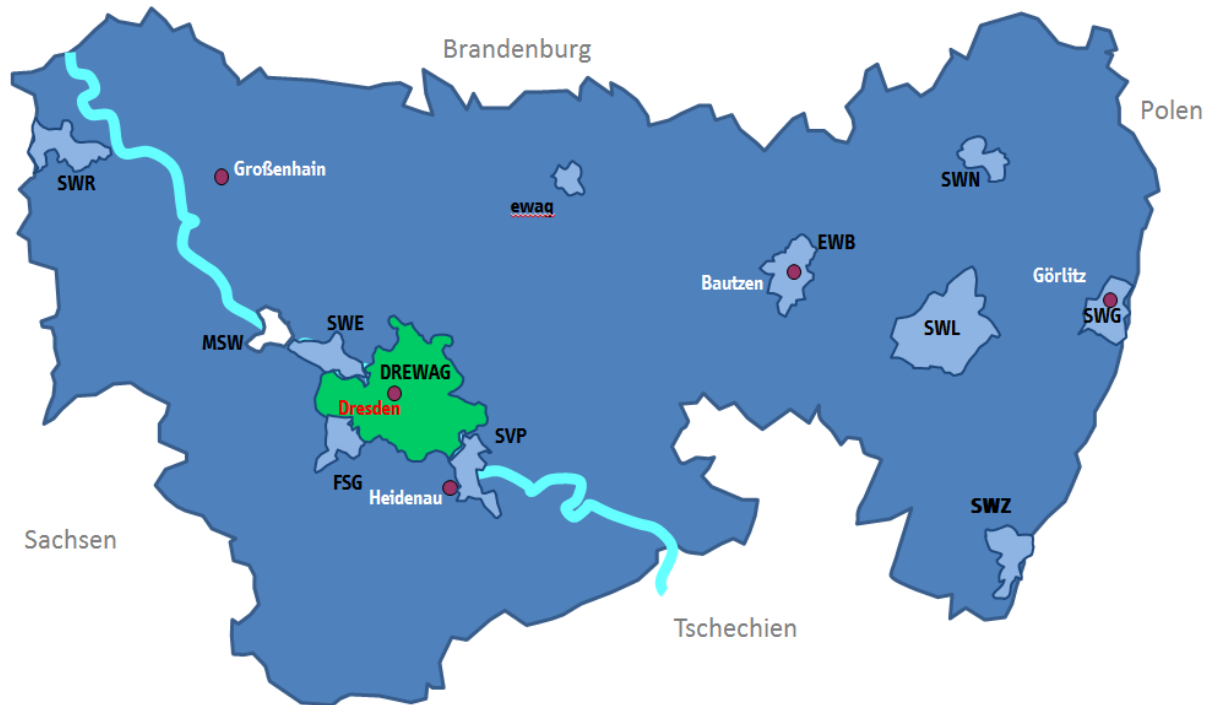 Brandenburg
Polen
Großenhain
SWR
ewag
SWN
EWB
Bautzen
Görlitz
SWG
SWE
MSW
SWL
DREWAG
Dresden
SVP
FSG
Heidenau
SWZ
Sachsen
Tschechien